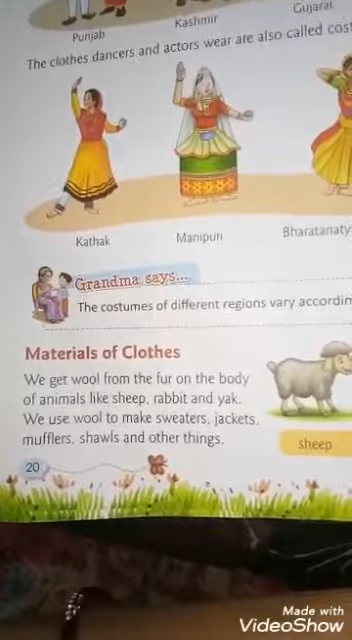 Punjab
Kashmir
Gujarat
The clothes dancers and actors wear are also called cos
Kathak
Manipuri
Bharatanaty
Grandma says...
The costumes of different regions vary accordin
Materials of Clothes
We get wool from the fur on the body
of animals like sheep, rabbit and yak.
We use wool to make sweaters, jackets,
mufflers, shawls and other things.
sheep
20
Made with
VideoShow